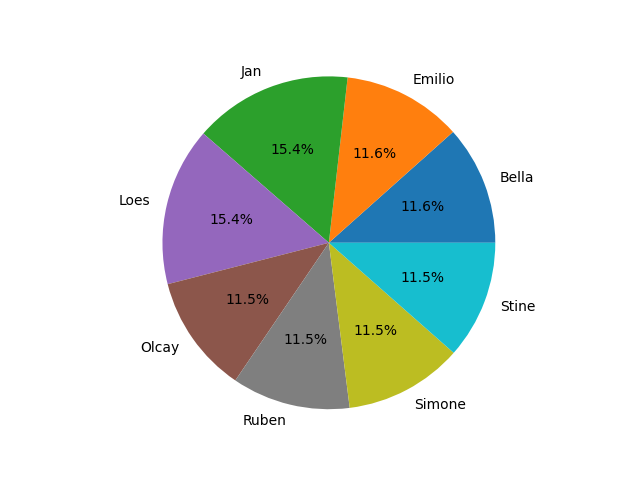 Jan
Emilio
15.4%
11.6%
Bella
Loes
11.6%
15.4%
11.5%
Stine
11.5%
11.5%
11.5%
Olcay
Simone
Ruben